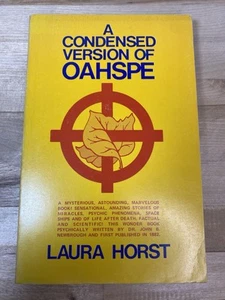 A
CONDENSED
VERSION OF
OAHSPE
A MYSTERIOUS, ASTOUNDING, MARVELOUS
BOOK! SENSATIONAL, AMAZING STORIES OF
MIRACLES, PSYCHIC PHENOMENA, SPACE
SHIPS AND OF LIFE AFTER DEATH, FACTUAL
AND SCIENTIFIC! THIS WONDER BOOK
PSYCHICALLY WRITTEN BY DR. JOHN B.
NEWBROUGH AND FIRST PUBLISHED IN 1882.
LAURA HORST